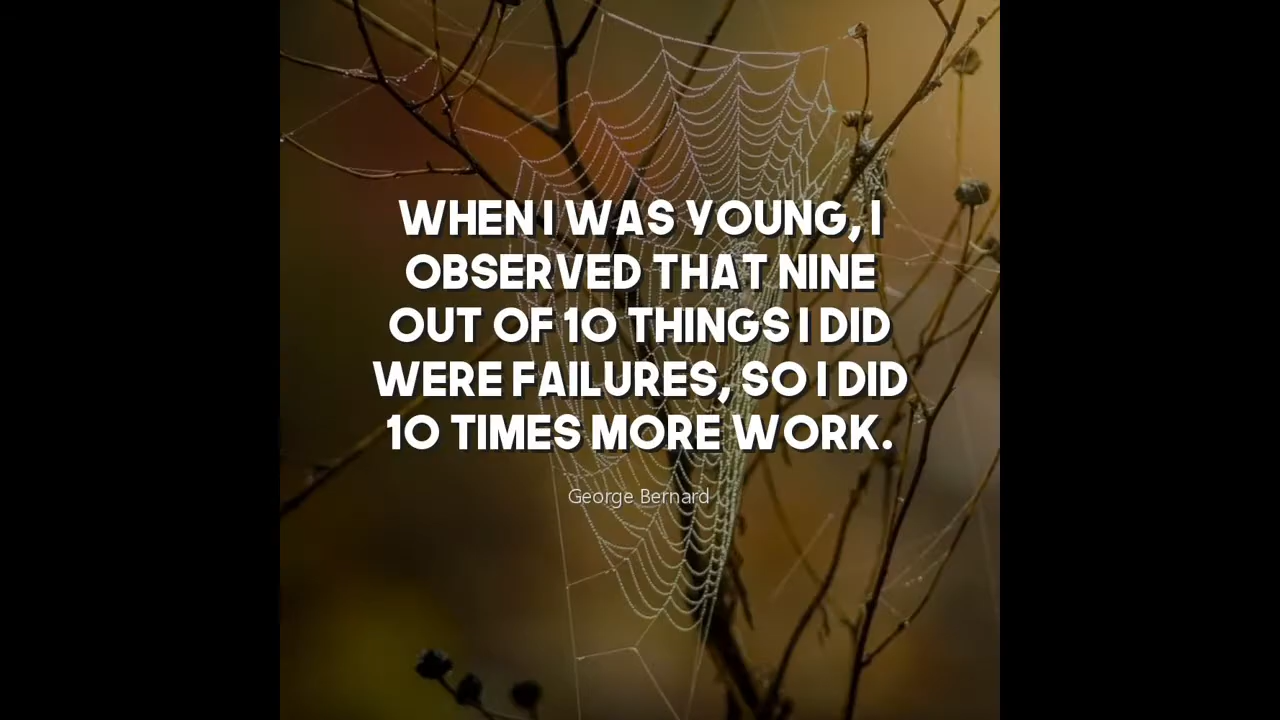 WHEN I WAS YOUNG, I
OBSERVED THAT NINE
OUT OF 10 THINGS I DID
WERE FAILURES, SO I DID
10 TIMES MORE WORK.
George Bernard